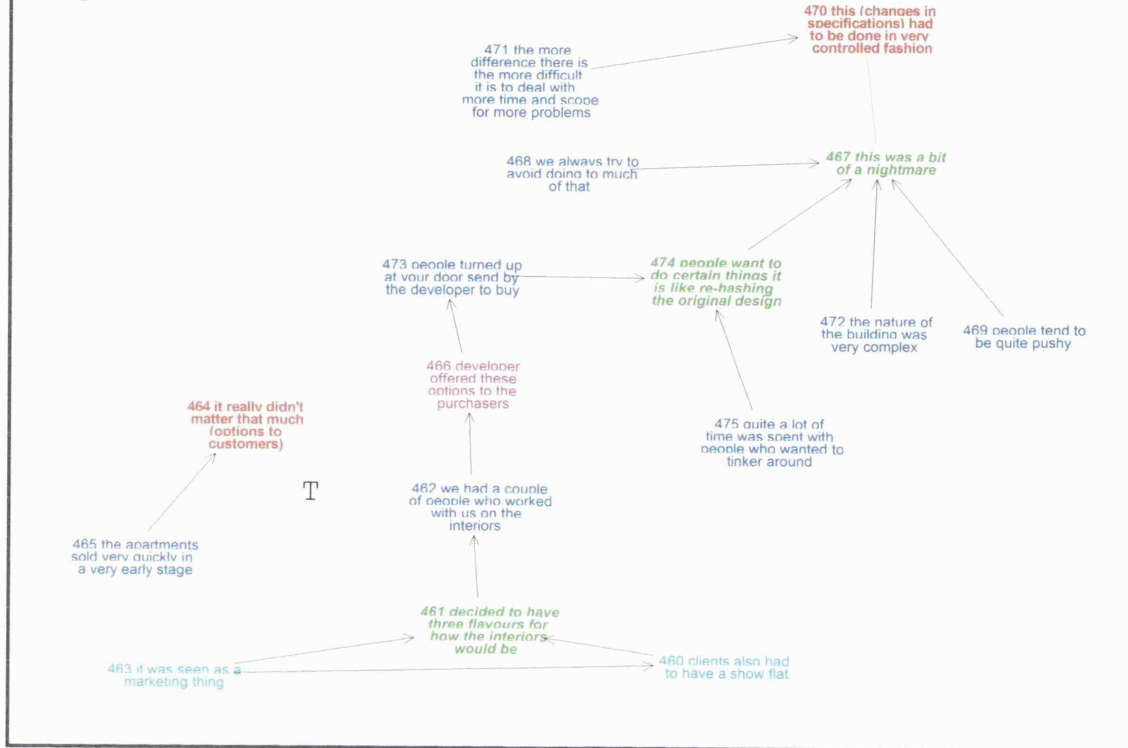 470 this (changes in
specifications) had
to be done in very
controlled fashion
471 the more
difference there is
the more difficult
it is to deal with
more time and scope
for more problems
467 this was a bit
of a nightmare
468 we always try to
avoid doing to much
of that
474 people want to
do certain things it
is like re-hashing
the original design
473 people turned up
at your door send by
the developer to buy
472 the nature of
the building was
very complex
469 people tend to
be quite pushy
466 developer
offered these
options to the
purchasers
464 it really didn't
matter that much
(options to
customers)
475 quite a lot of
time was spent with
people who wanted to
tinker around
T
462 we had a couple
of people who worked
with us on the
interiors
465 the apartments
sold very quickly in
a very early stage
461 decided to have
three flavours for
how the interiors
would be
463 it was seen as a
marketing thing
460 clients also had
to have a show flat